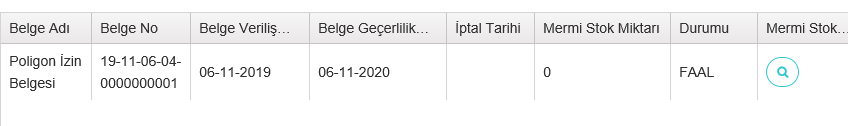 Belge Adı Belge No Belge Veriliş… Belge Geçerlilik… İptal Tarihi Mermi Stok Miktarı Durumu Mermi Stok…
Poligon İzin Belgesi 19-11-06-04-0000000001 06-11-2019 06-11-2020 0 FAAL